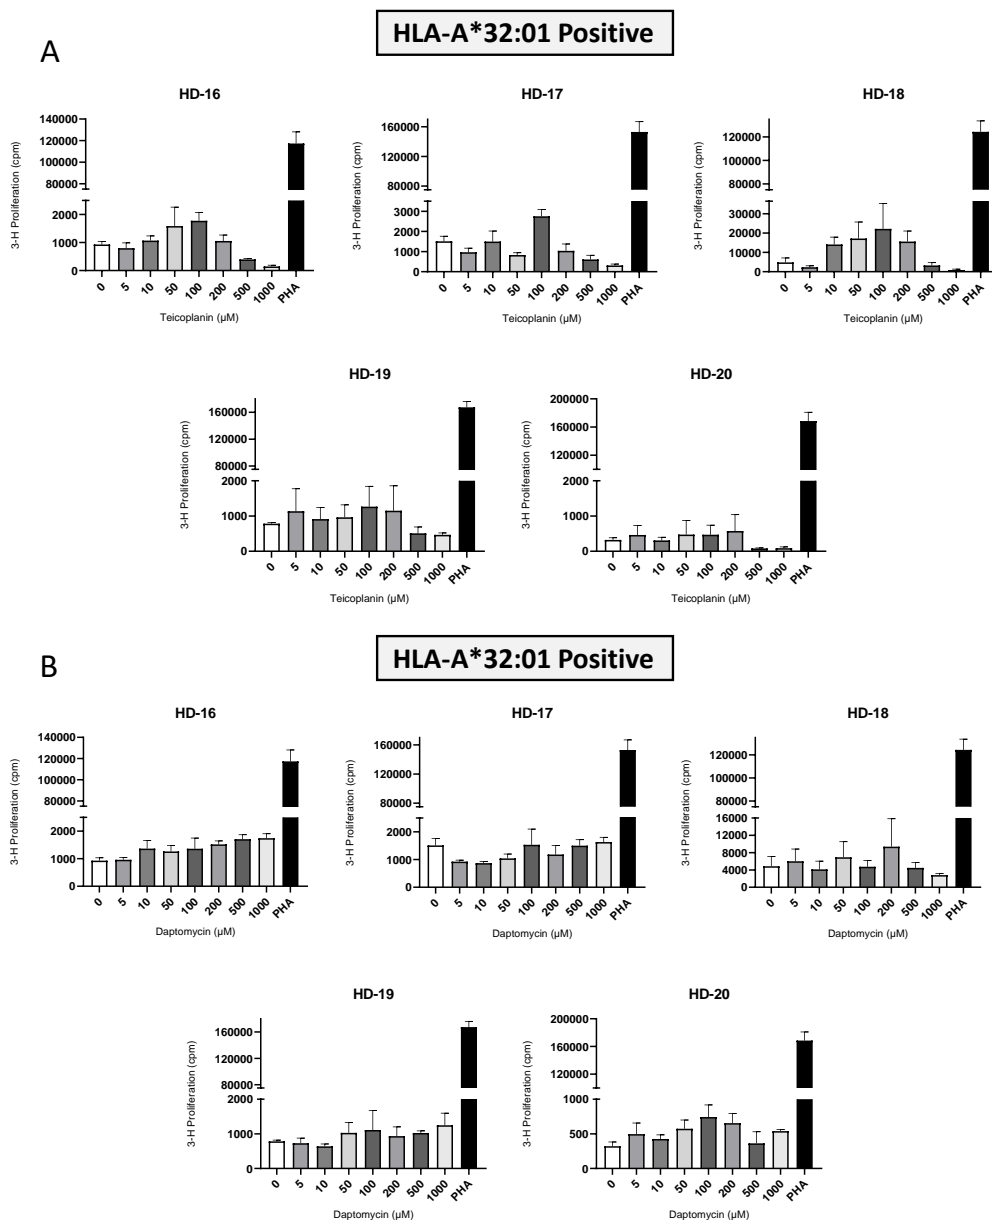 A
HLA-A*32:01 Positive
HD-16
3-H Proliferation (cpm)
140000
120000
100000
80000
2000
1000
0
0 5 10 50 100 200 500 1000 PHA
Teicoplanin (µM)
HD-17
160000
120000
80000
3000
2000
1000
0
0 5 10 50 100 200 500 1000 PHA
Teicoplanin (µM)
HD-18
3-H Proliferation (cpm)
120000
80000
30000
20000
10000
0
0 5 10 50 100 200 500 1000 PHA
Teicoplanin (µM)
HD-19
3-H Proliferation (cpm)
160000
120000
80000
2000
1000
0
0 5 10 50 100 200 500 1000 PHA
Teicoplanin (µM)
HD-20
3-H Proliferation (cpm)
200000
160000
120000
2000
1000
0
0 5 10 50 100 200 500 1000 PHA
Teicoplanin (µM)
B
HLA-A*32:01 Positive
HD-16
3-H Proliferation (cpm)
140000
120000
100000
80000
2000
1000
0
0 5 10 50 100 200 500 1000 PHA
Daptomycin (µM)
HD-17
3-H Proliferation (cpm)
160000
120000
80000
2000
1000
0
0 5 10 50 100 200 500 1000 PHA
Daptomycin (µM)
HD-18
3-H Proliferation (cpm)
120000
80000
16000
12000
8000
4000
0
0 5 10 50 100 200 500 1000 PHA
Daptomycin (µM)
HD-19
3-H Proliferation (cpm)
160000
120000
80000
2000
1000
0
0 5 10 50 100 200 500 1000 PHA
Daptomycin (µM)
HD-20
3-H Proliferation (cpm)
200000
160000
120000
1000
500
0
0 5 10 50 100 200 500 1000 PHA
Daptomycin (µM)